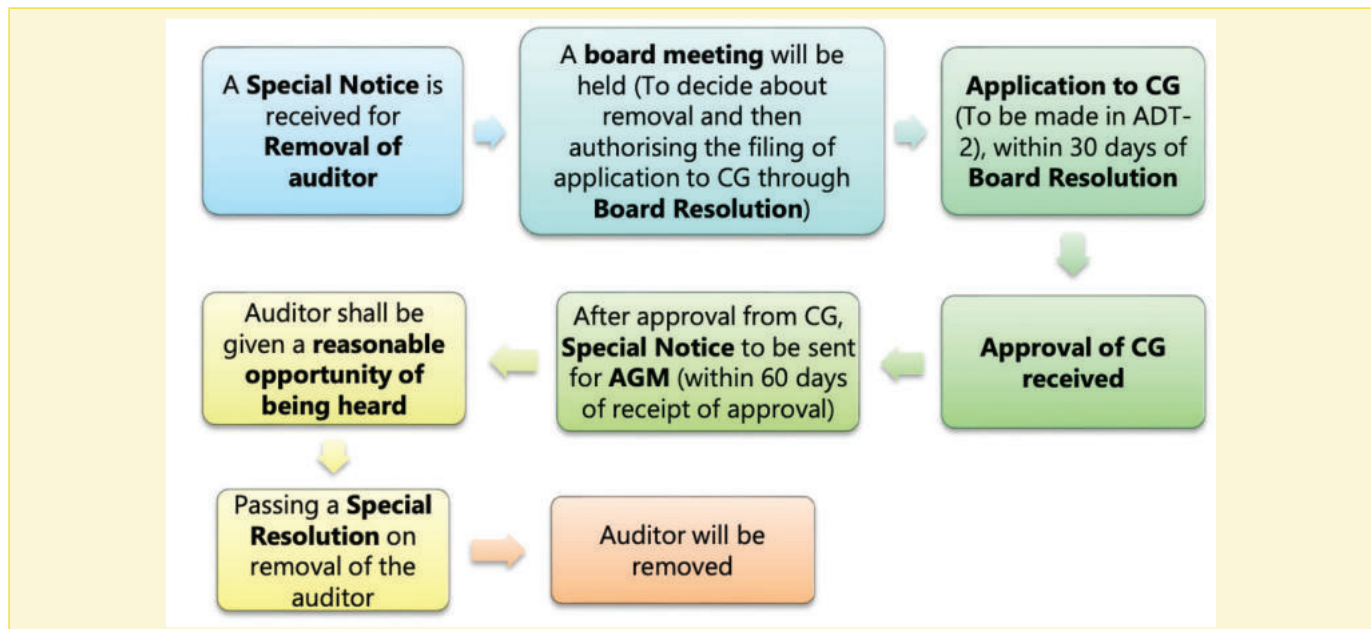 A Special Notice is
received for
Removal of
auditor
A board meeting will be
held (To decide about
removal and then
authorising the filing of
application to CG through
Board Resolution)
Application to CG
(To be made in ADT-
2), within 30 days of
Board Resolution
Approval of CG
received
After approval from CG,
Special Notice to be sent
for AGM (within 60 days
of receipt of approval)
Auditor shall be
given a reasonable
opportunity of
being heard
Passing a Special
Resolution on
removal of the
auditor
Auditor will be
removed